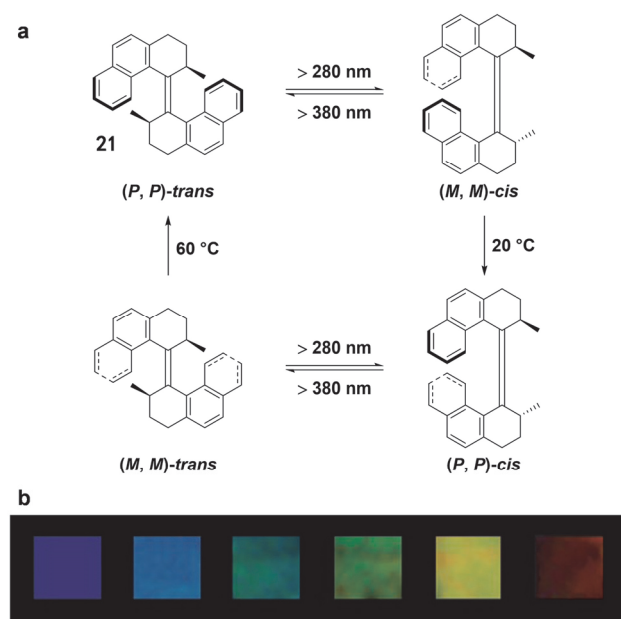 a
> 280 nm
> 380 nm
21
(P, P)-trans
(M, M)-cis
60 °C
20 °C
> 280 nm
> 380 nm
(M, M)-trans
(P, P)-cis
b